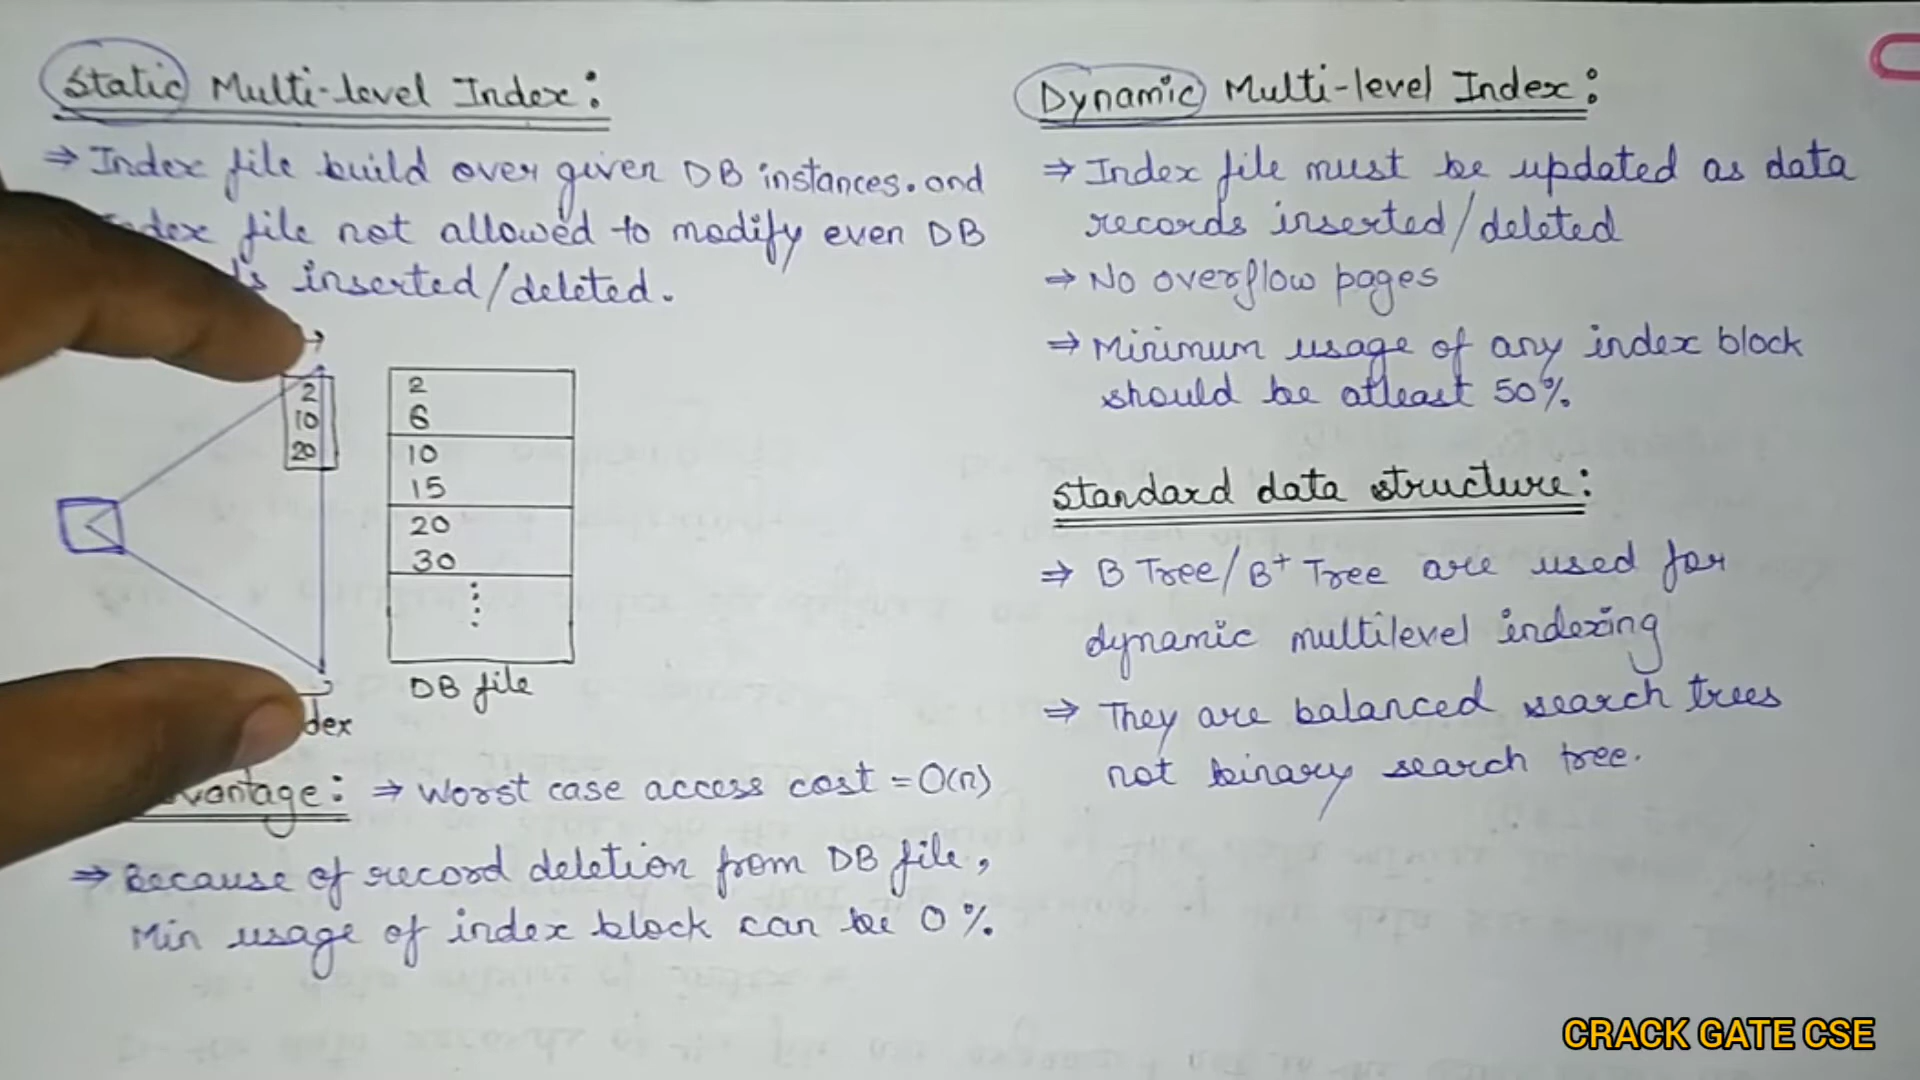 Static Multi-level Index:
⇒ Index file build over given DB instances. and
file not allowed to modify even DB
inserted/deleted.
2
10
20
2
6
10
15
20
30
DB file
⇒ Worst case access cost = O(n)
⇒ Because of record deletion from DB file,
Min usage of index block can be 0%.
Dynamic Multi-level Index:
⇒ Index file must be updated as data
records inserted/deleted
⇒ No overflow pages
⇒ Minimum usage of any index block
should be atleast 50%.
Standard data structure:
⇒ B Tree/B⁺ Tree are used for
dynamic multilevel indexing
⇒ They are balanced search trees
not binary search tree.
CRACK GATE CSE